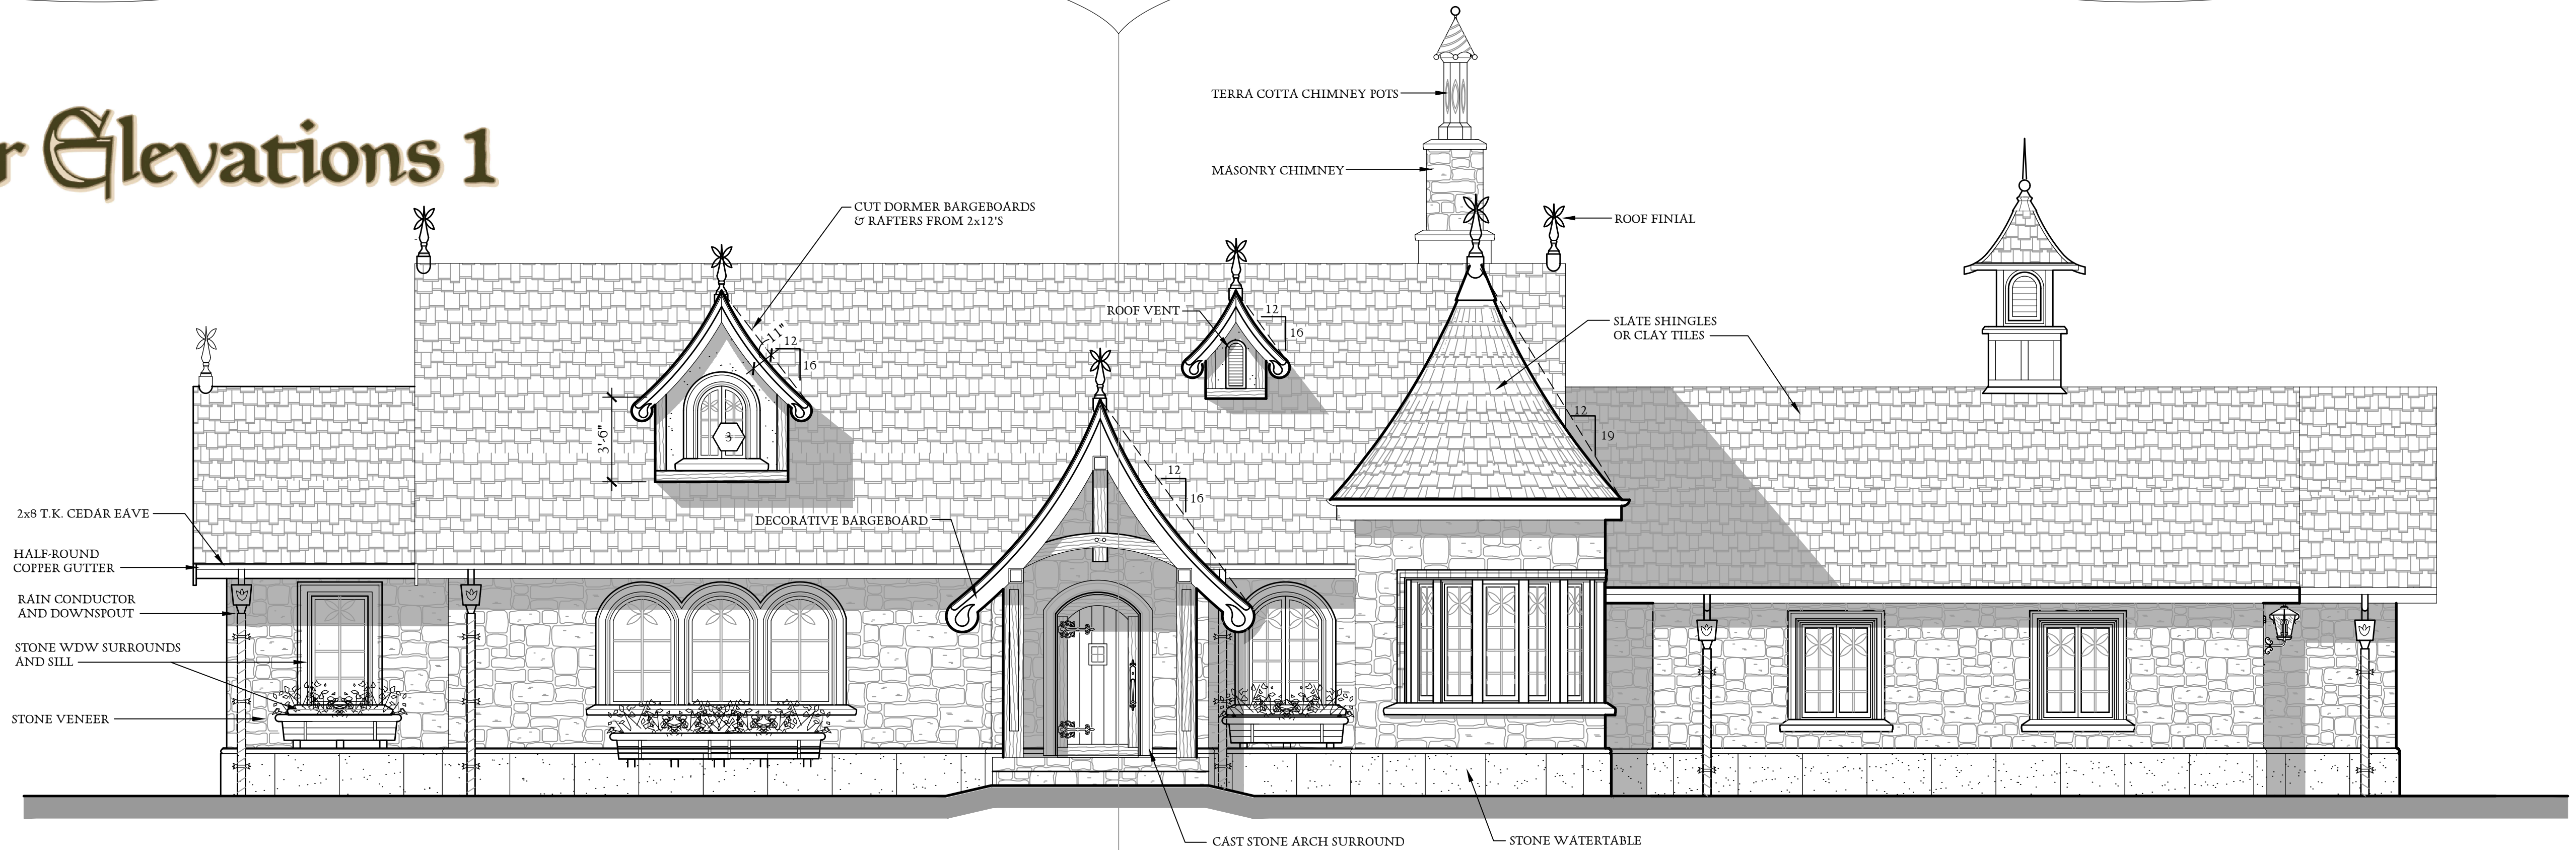 r Elevations 1
TERRA COTTA CHIMNEY POTS
MASONRY CHIMNEY
CUT DORMER BARGEBOARDS
& RAFTERS FROM 2x12'S
ROOF FINIAL
ROOF VENT
12
16
SLATE SHINGLES
OR CLAY TILES
11"
12
16
3
3'-6"
12
19
12
16
2x8 T.K. CEDAR EAVE
DECORATIVE BARGEBOARD
HALF-ROUND
COPPER GUTTER
RAIN CONDUCTOR
AND DOWNSPOUT
STONE WDW SURROUNDS
AND SILL
STONE VENEER
CAST STONE ARCH SURROUND
STONE WATERTABLE